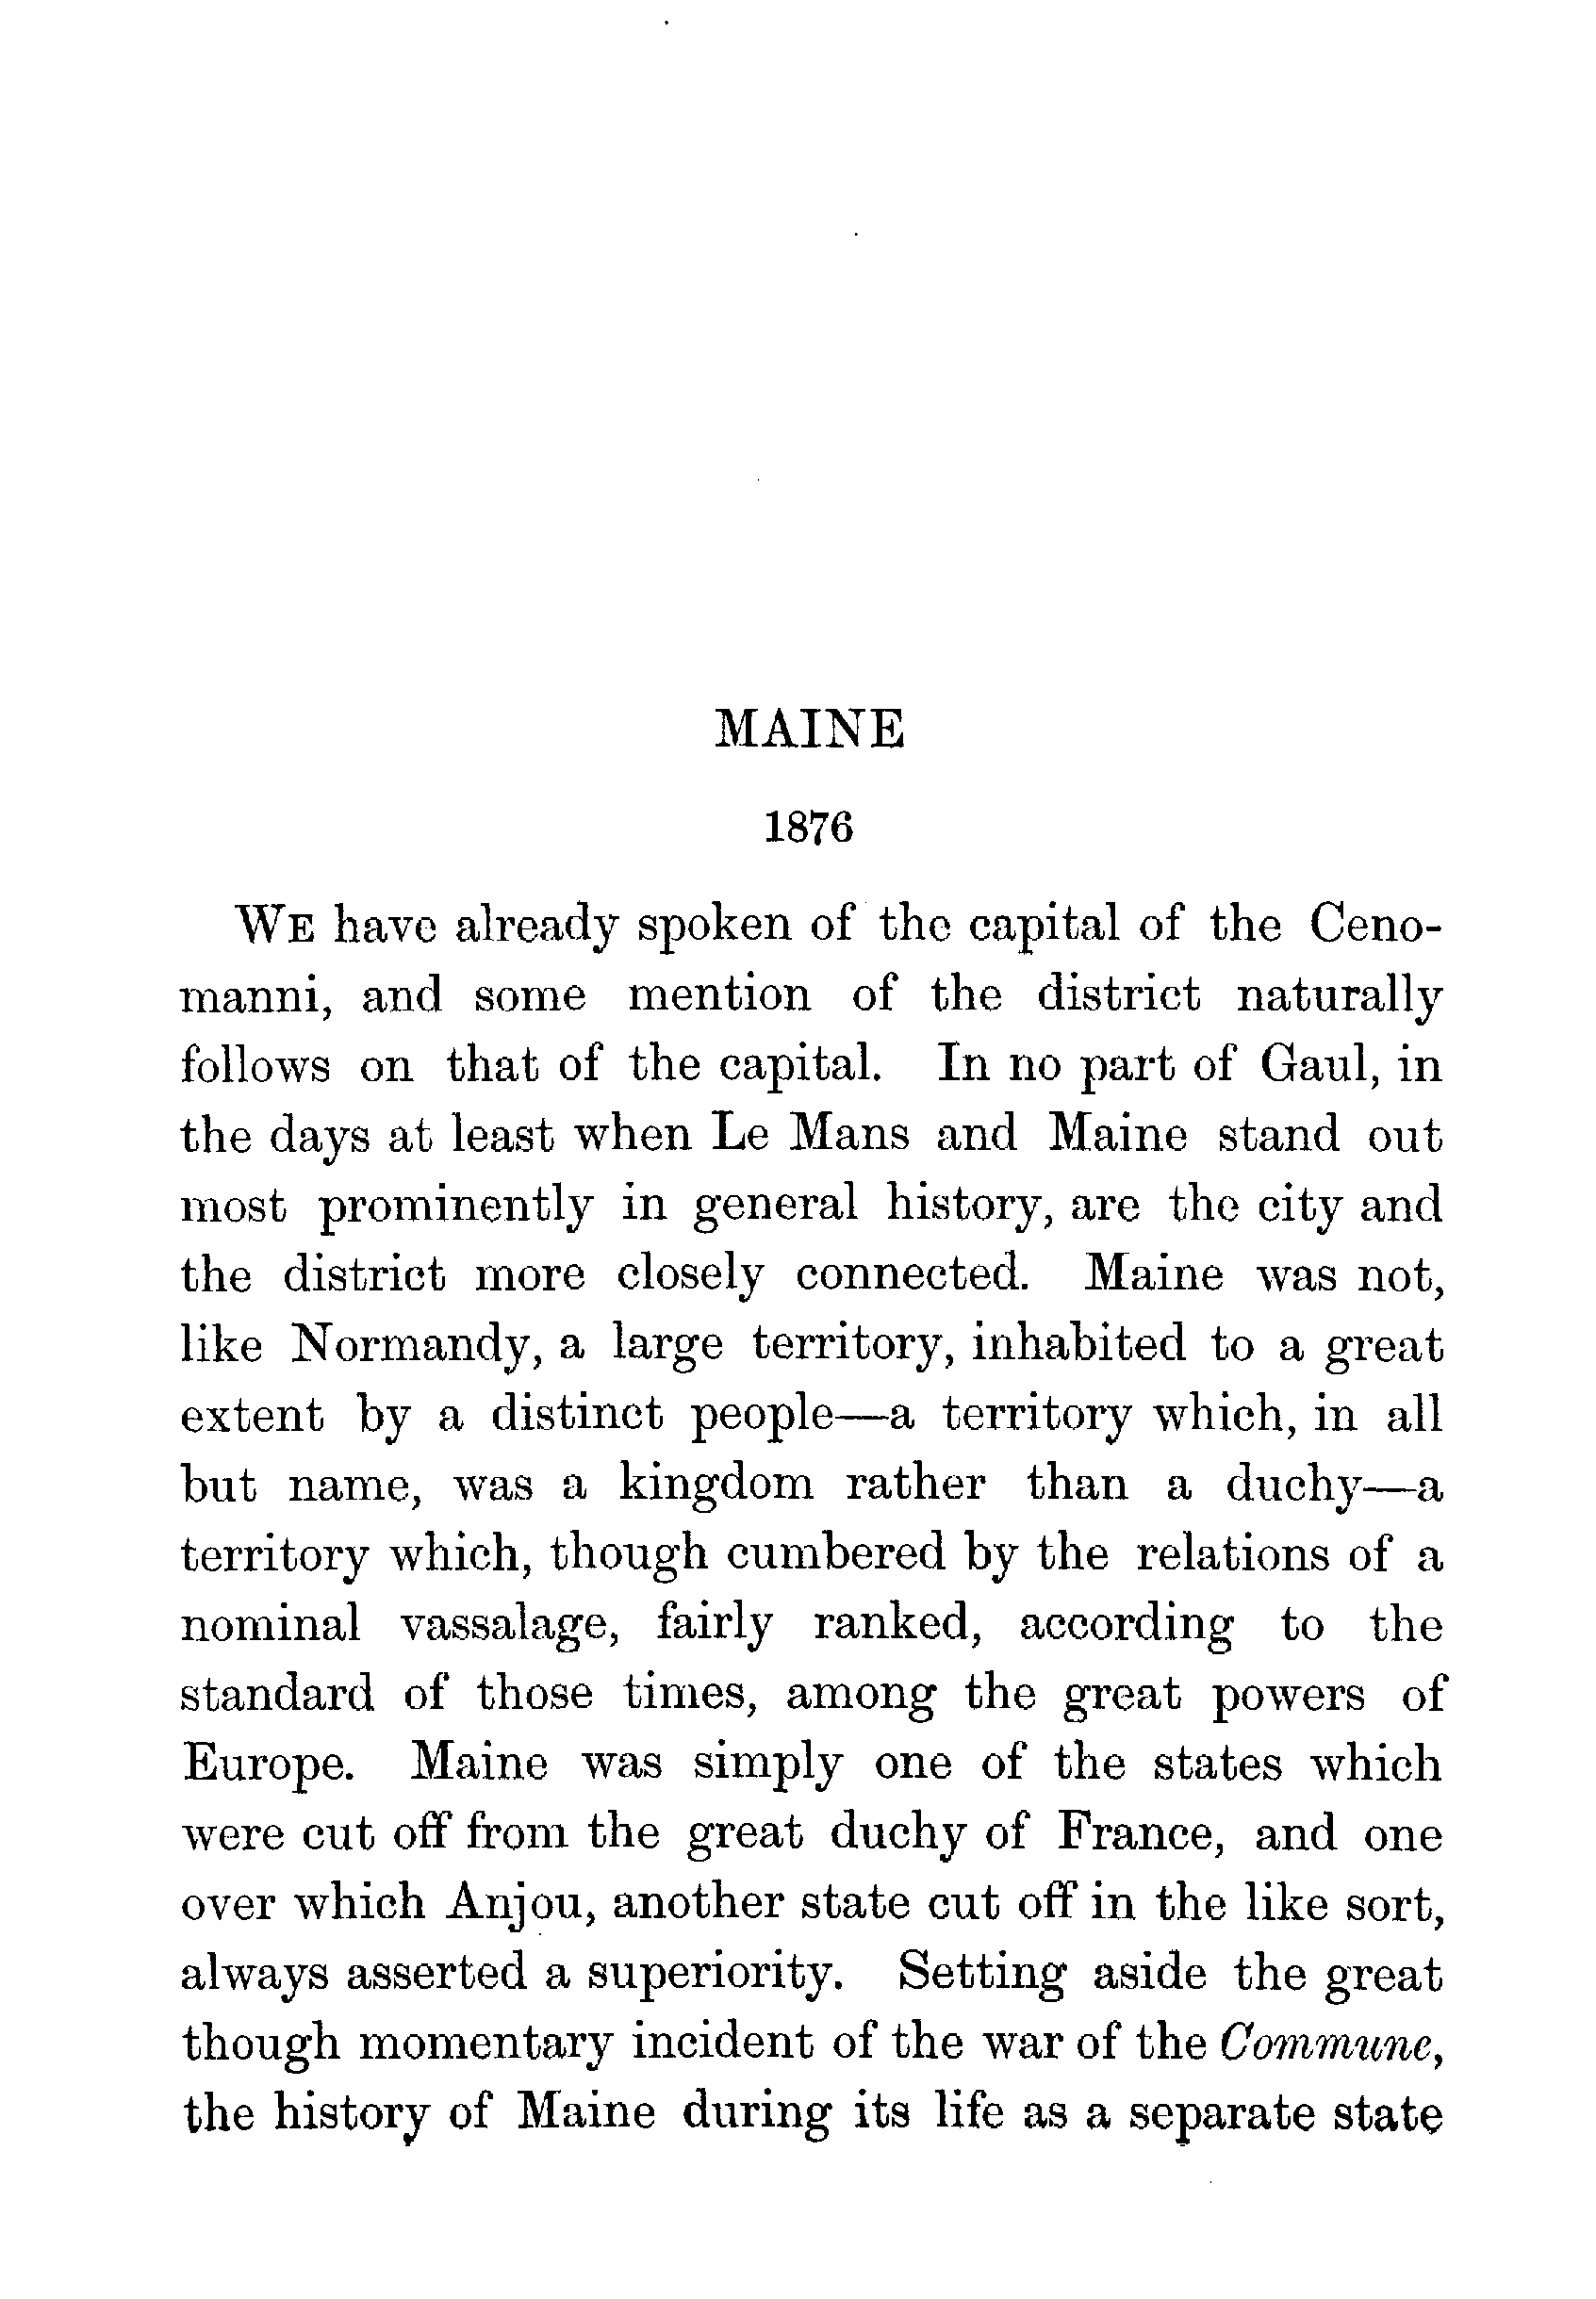 MAINE
1876
WE have already spoken of the capital of the Ceno-
manni, and some mention of the district naturally
follows on that of the capital. In no part of Gaul, in
the days at least when Le Mans and Maine stand out
most prominently in general history, are the city and
the district more closely connected. Maine was not,
like Normandy, a large territory, inhabited to a great
extent by a distinct people—a territory which, in all
but name, was a kingdom rather than a duchy—a
territory which, though cumbered by the relations of a
nominal vassalage, fairly ranked, according to the
standard of those times, among the great powers of
Europe. Maine was simply one of the states which
were cut off from the great duchy of France, and one
over which Anjou, another state cut off in the like sort,
always asserted a superiority. Setting aside the great
though momentary incident of the war of the Commune,
the history of Maine during its life as a separate state